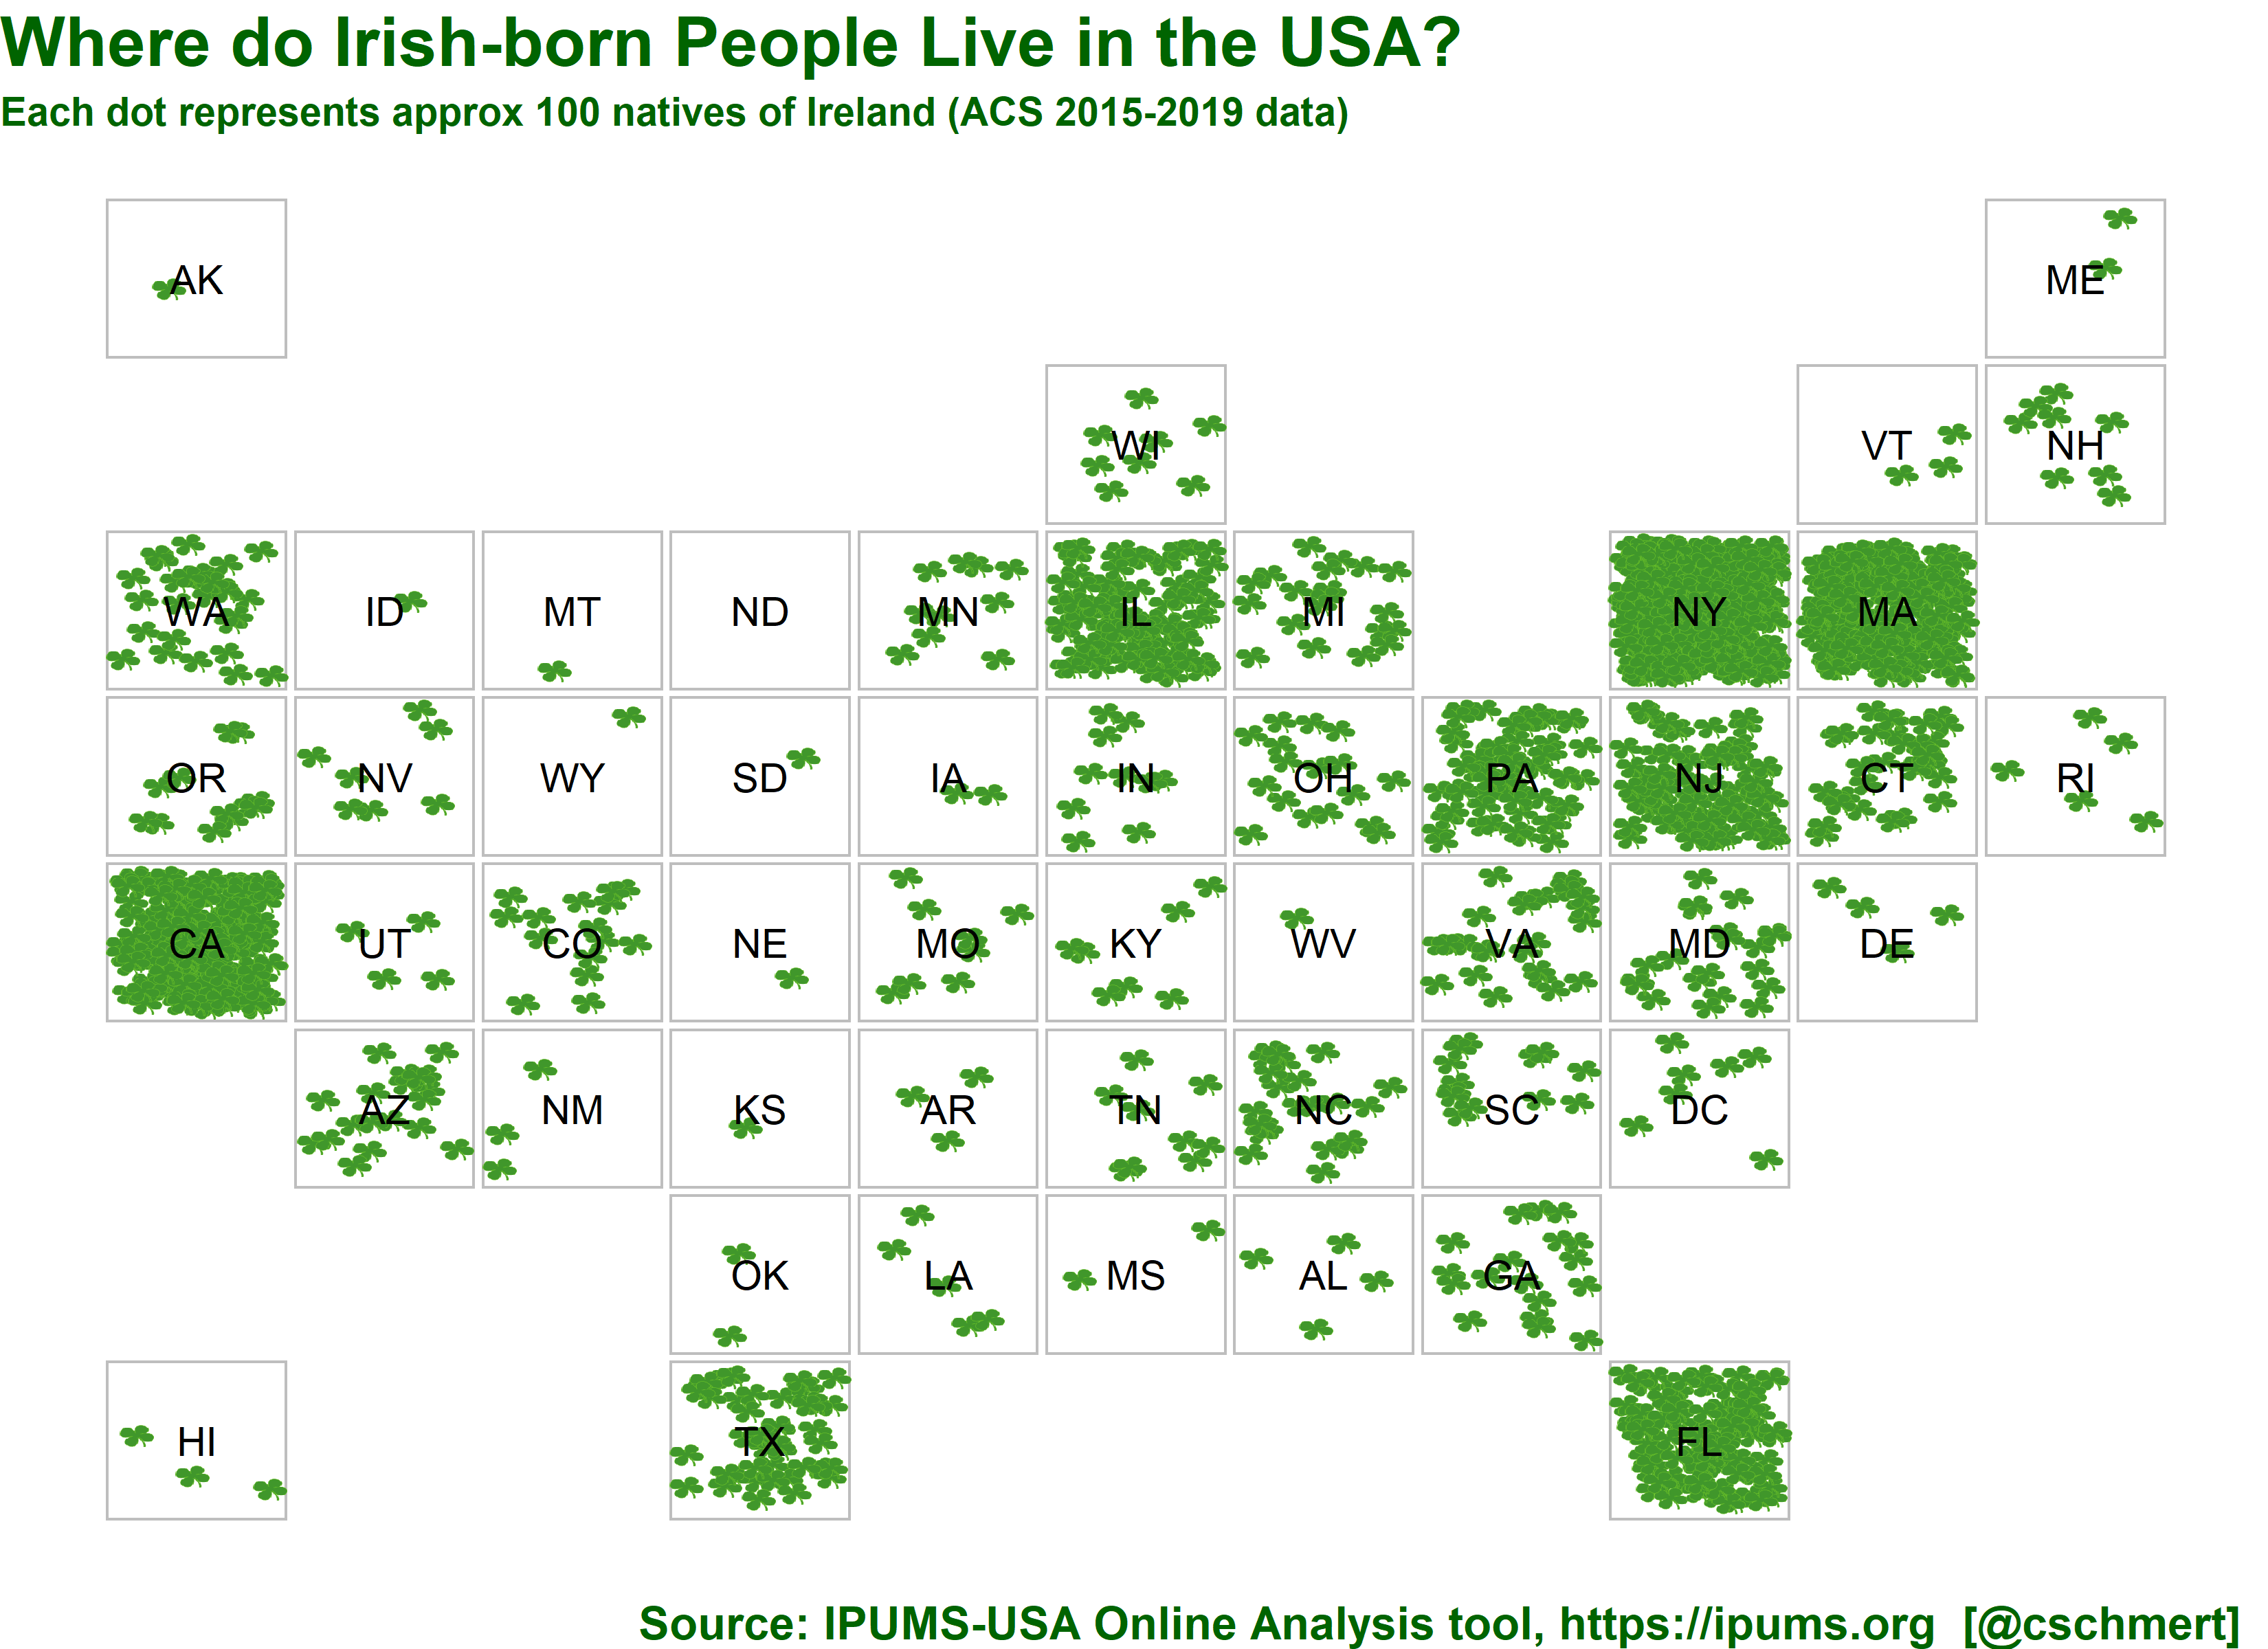 Where do Irish-born People Live in the USA?
Each dot represents approx 100 natives of Ireland (ACS 2015-2019 data)
AK ME
WI VT NH
WA ID MT ND MN IL MI NY MA
OR NV WY SD IA IN OH PA NJ CT RI
CA UT CO NE MO KY WV VA MD DE
AZ NM KS AR TN NC SC DC
OK LA MS AL GA
HI TX FL
Source: IPUMS-USA Online Analysis tool, https://ipums.org [@cschmert]